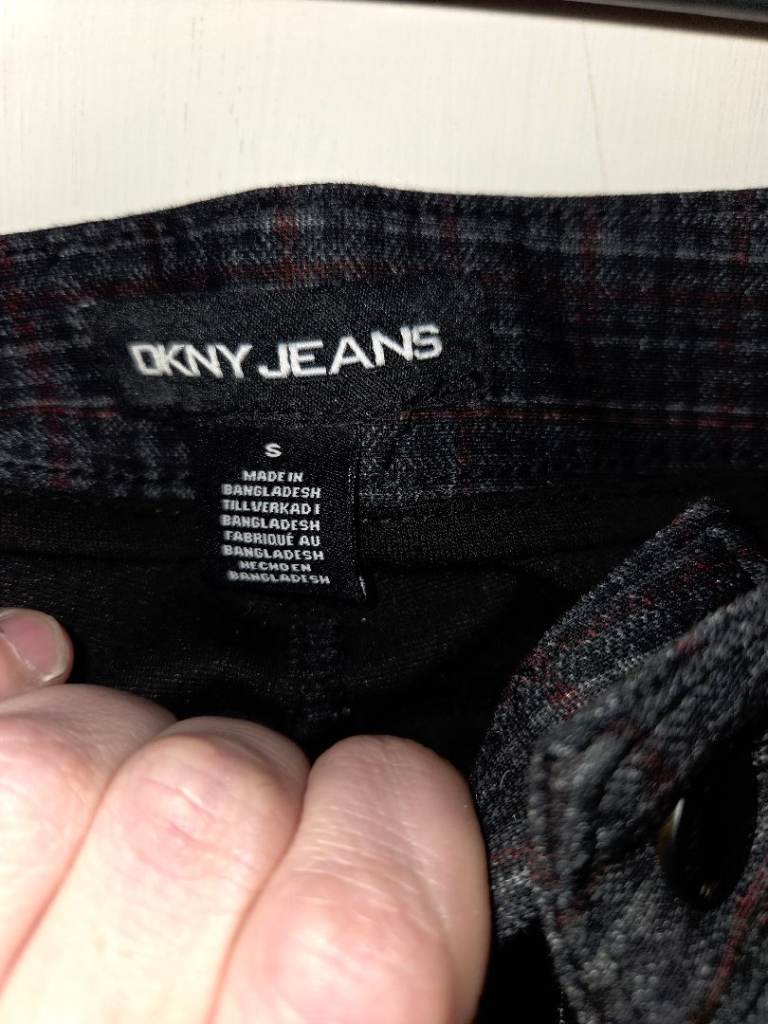 DKNY JEANS
S
MADE IN
BANGLADESH
TILLVERKAD I
BANGLADESH
FABRIQUÉ AU
BANGLADESH
HECHO EN
BANGLADESH